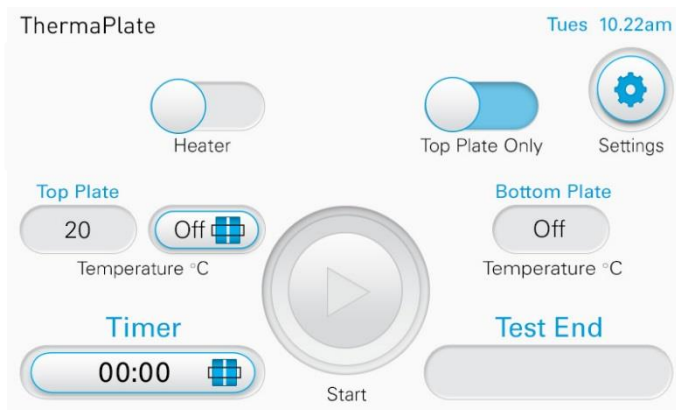 ThermaPlate
Tues 10.22am
Heater
Top Plate Only
Settings
Top Plate
Bottom Plate
20
Off
Off
Temperature °C
Temperature °C
Timer
Test End
00:00
Start